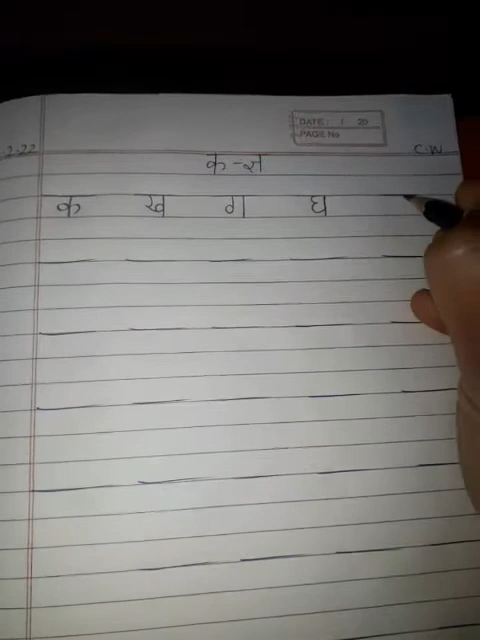 DATE: / 20
PAGE No
.2.22
C.W
क-ज्ञ
क ख ग घ